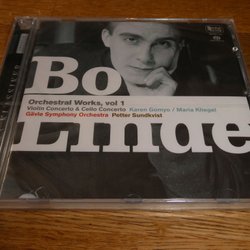 Bo
Orchestral Works, vol 1
Violin Concerto & Cello Concerto Karen Gomyo / Maria Kliegel
Gävle Symphony Orchestra Petter Sundkvist
Linde